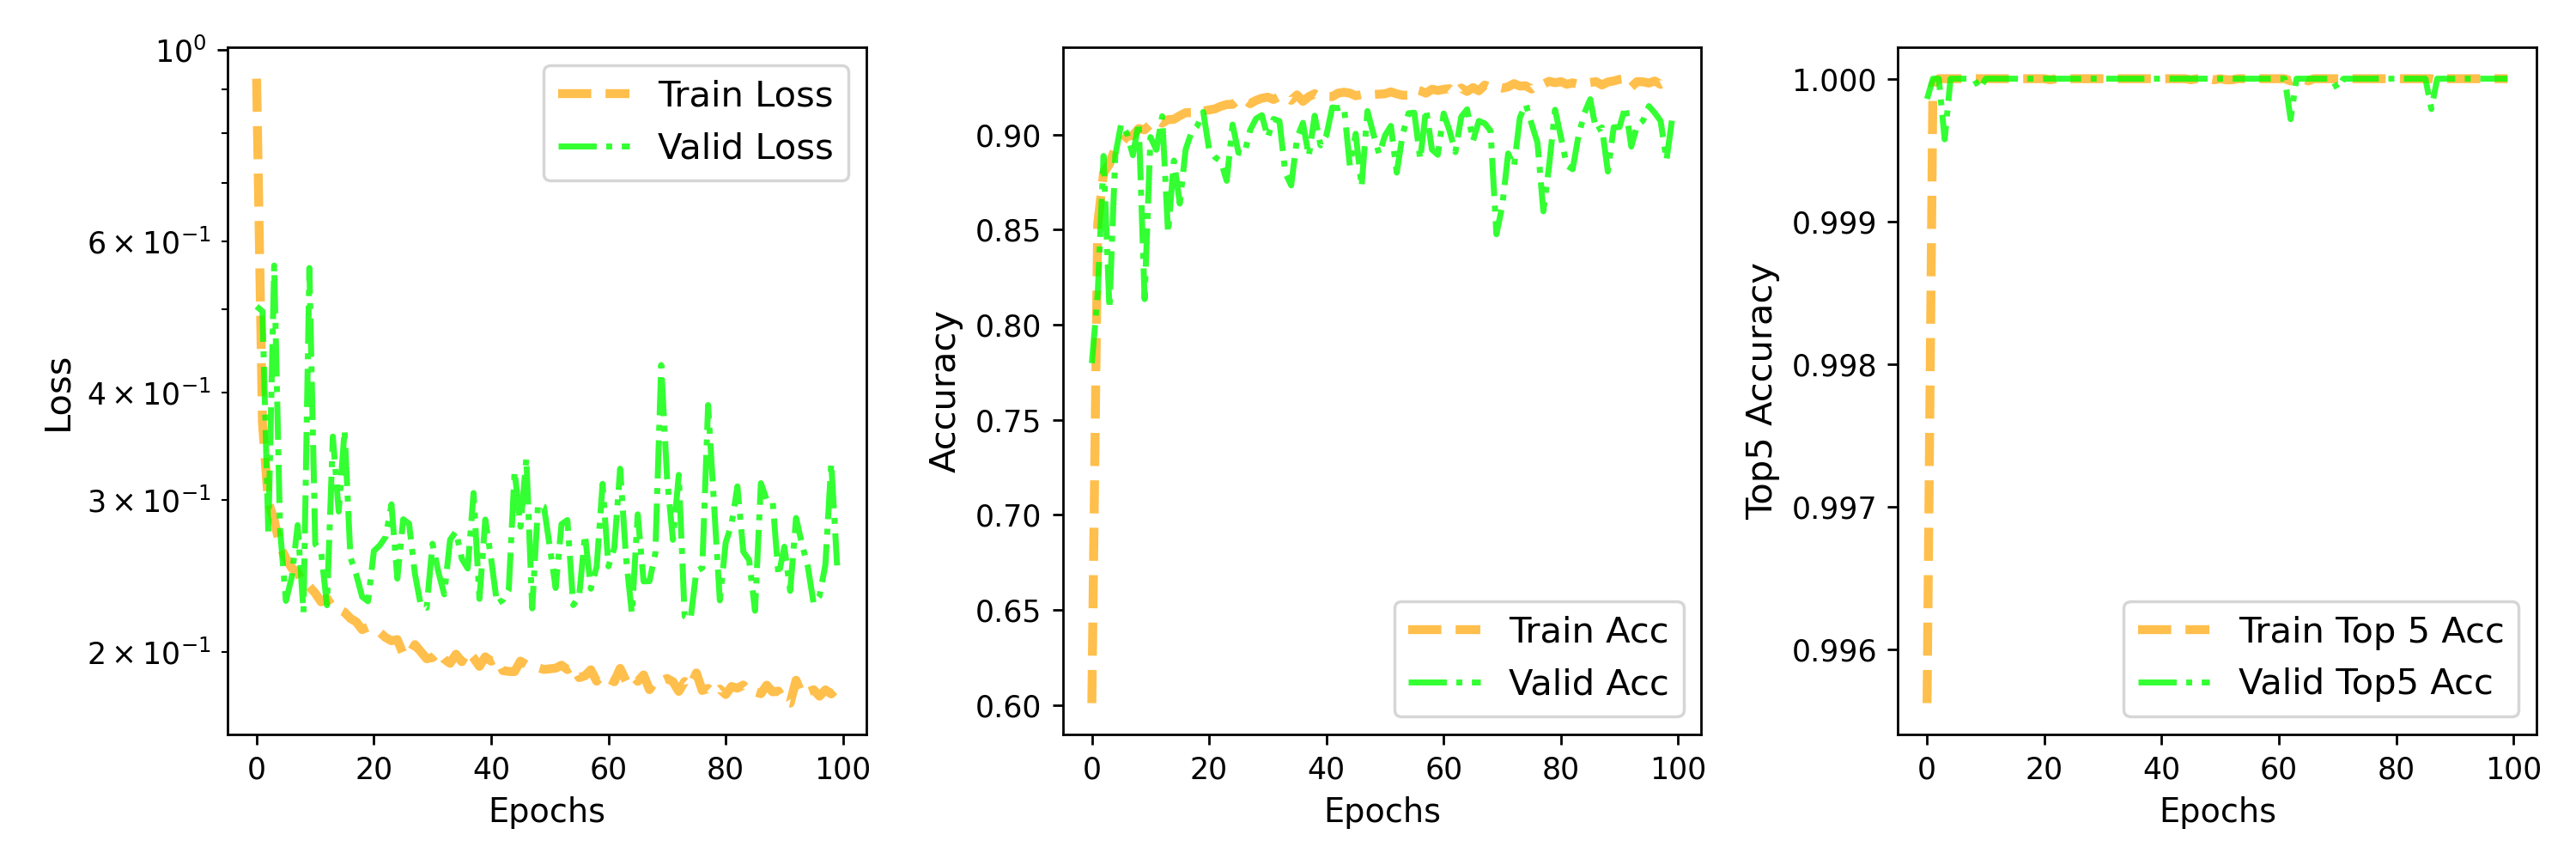 10⁰
6×10⁻¹
4×10⁻¹
3×10⁻¹
2×10⁻¹
Loss
0 20 40 60 80 100
Epochs
Train Loss
Valid Loss
0.90
0.85
0.80
0.75
0.70
0.65
0.60
Accuracy
0 20 40 60 80 100
Epochs
Train Acc
Valid Acc
1.000
0.999
0.998
0.997
0.996
Top5 Accuracy
0 20 40 60 80 100
Epochs
Train Top 5 Acc
Valid Top5 Acc